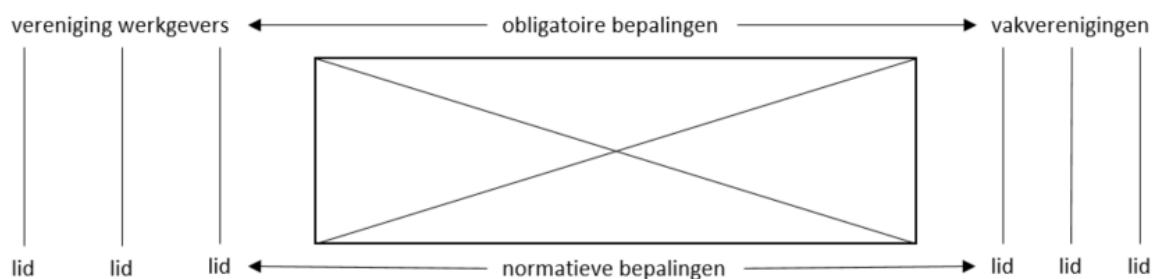 vereniging werkgevers obligatoire bepalingen vakverenigingen
lid lid lid normatieve bepalingen lid lid lid